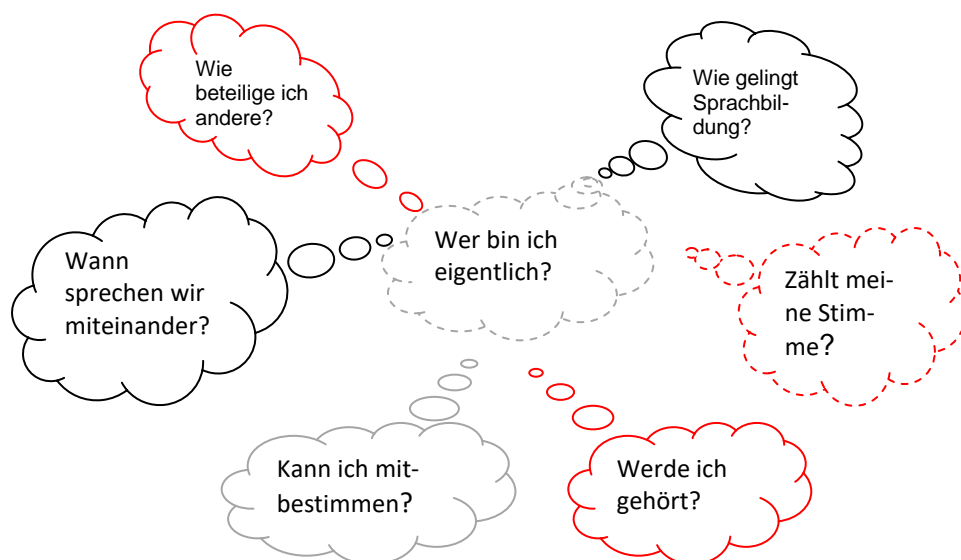 Wie
beteilige ich
andere?
Wie gelingt
Sprachbil-
dung?
Wer bin ich
eigentlich?
Wann
sprechen wir
miteinander?
Zählt mei-
ne Stim-
me?
Kann ich mit-
bestimmen?
Werde ich
gehört?